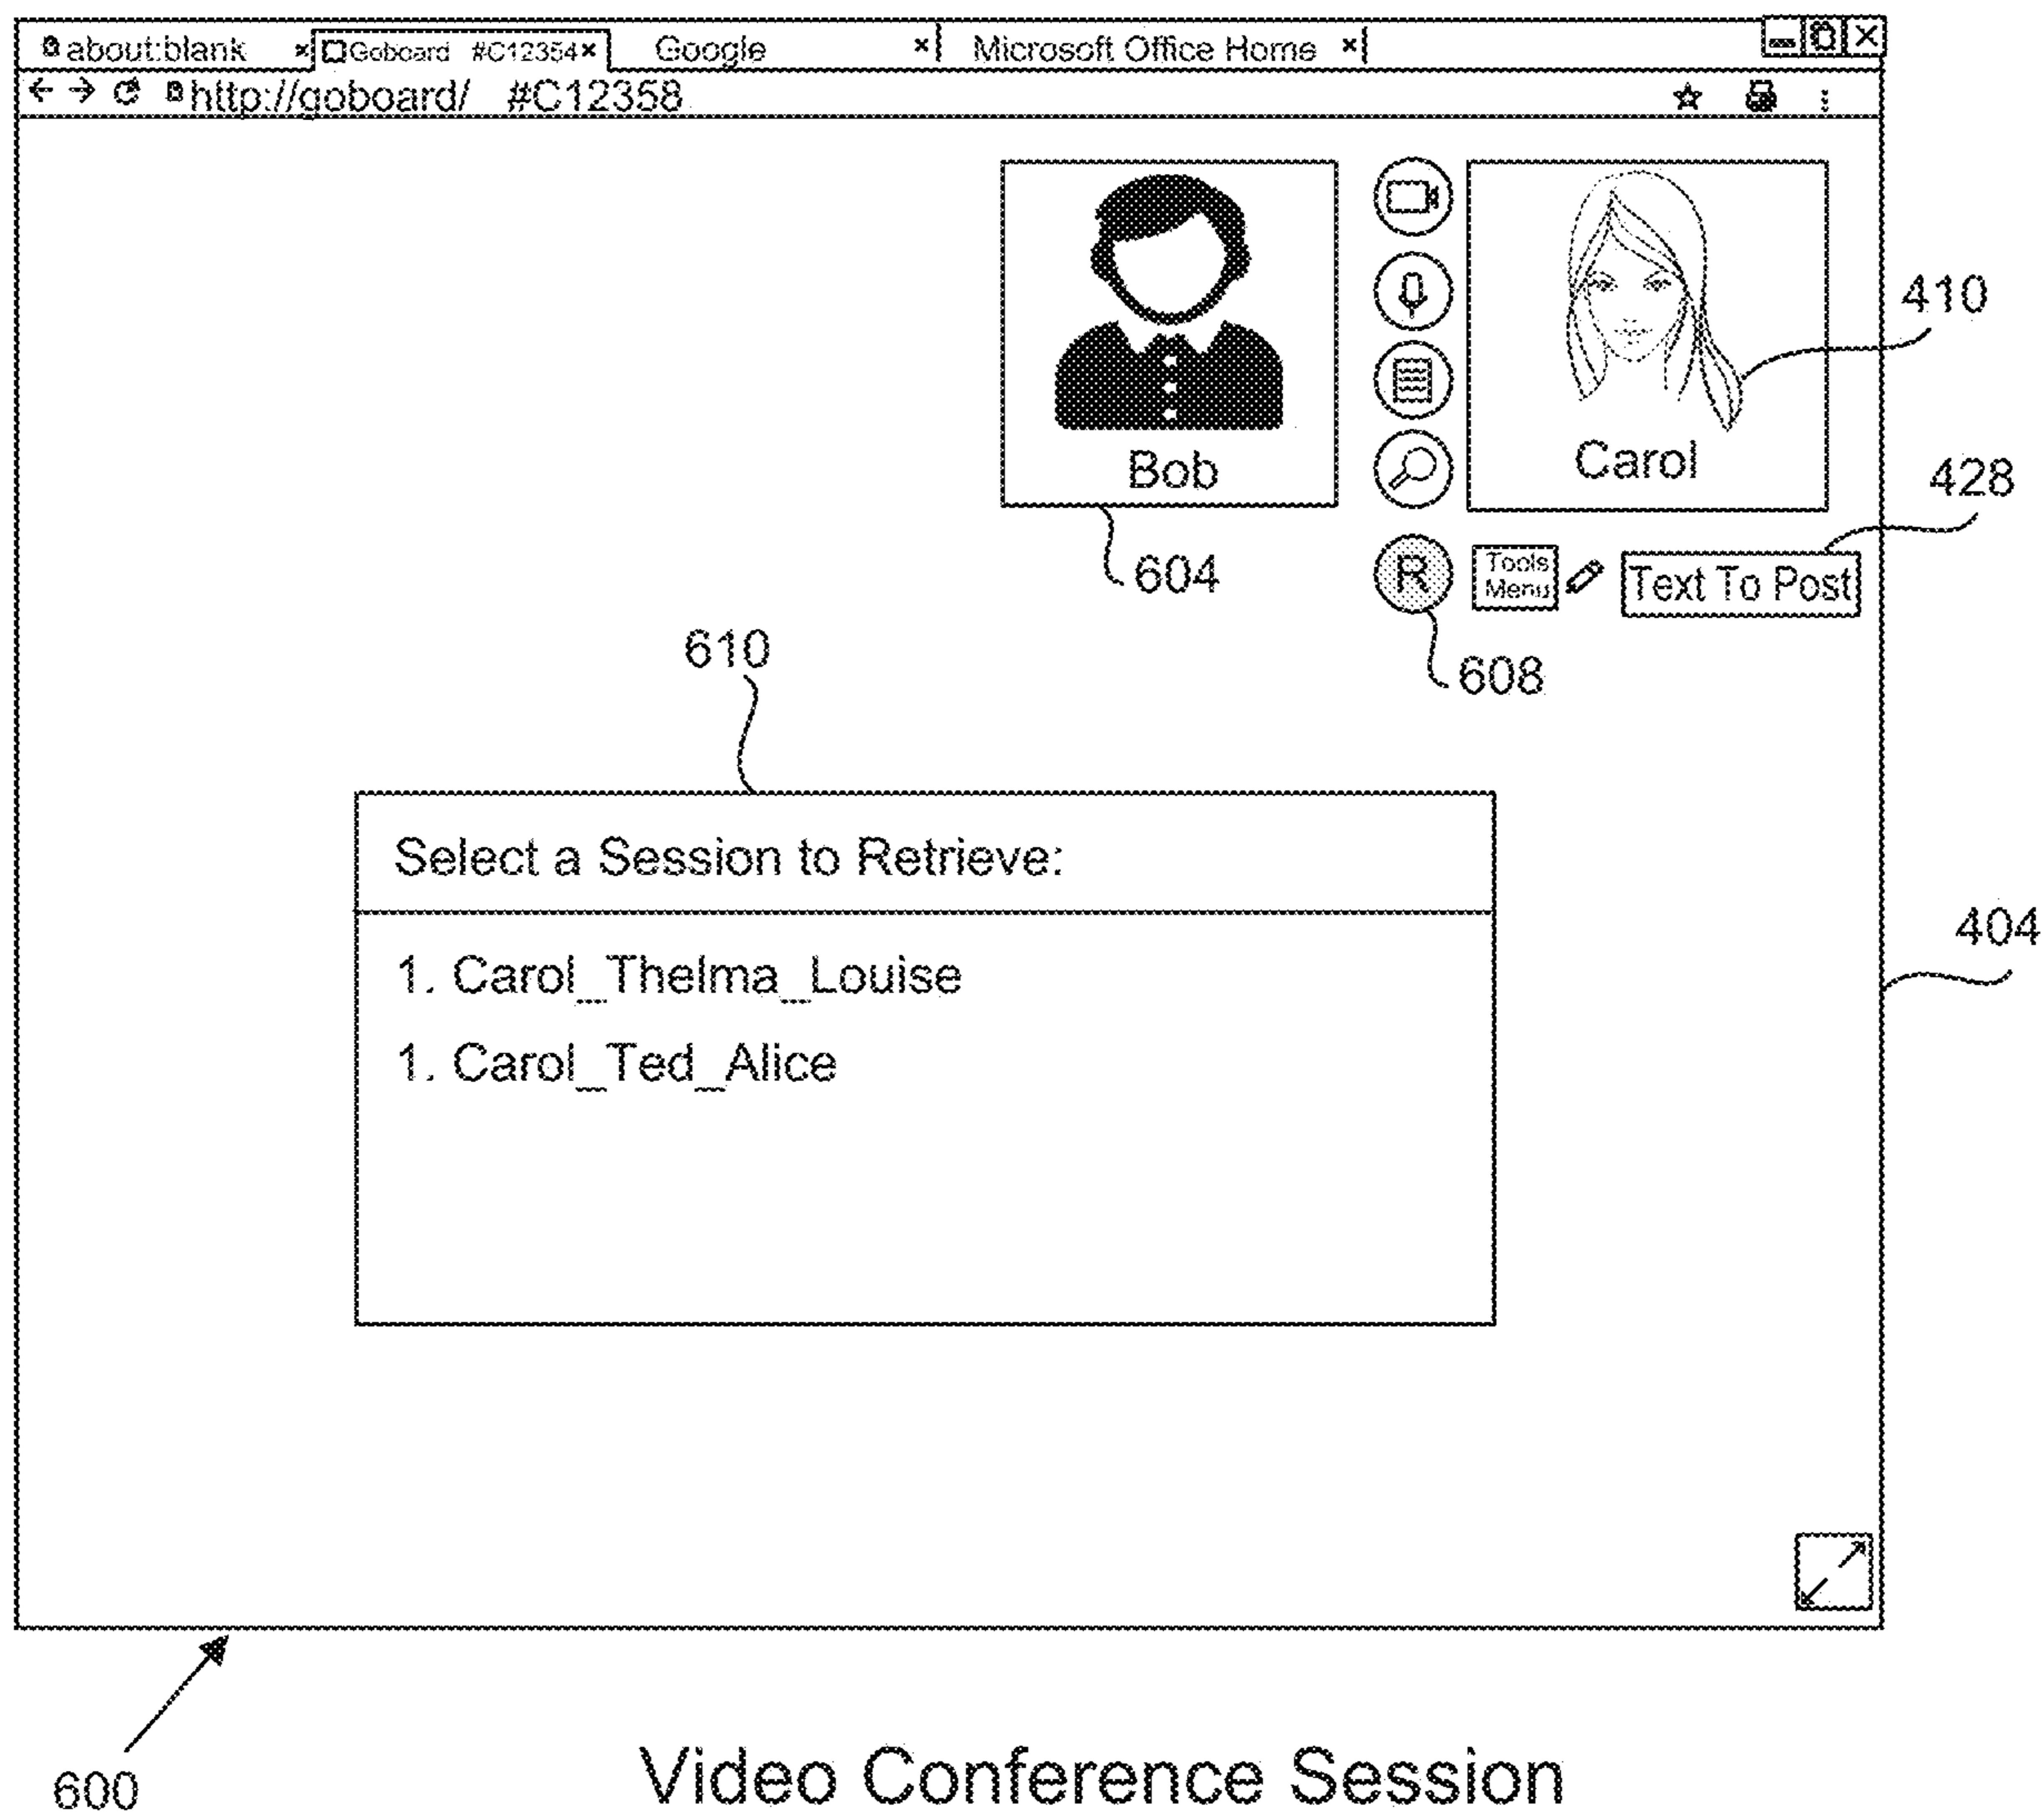 about:blank × Goboard #C12354× Google × Microsoft Office Home ×
http://goboard/ #C12358
Bob
Carol
410
428
604
R
Tools
Menu
Text To Post
608
610
Select a Session to Retrieve:
1. Carol_Thelma_Louise
1. Carol_Ted_Alice
404
600
Video Conference Session